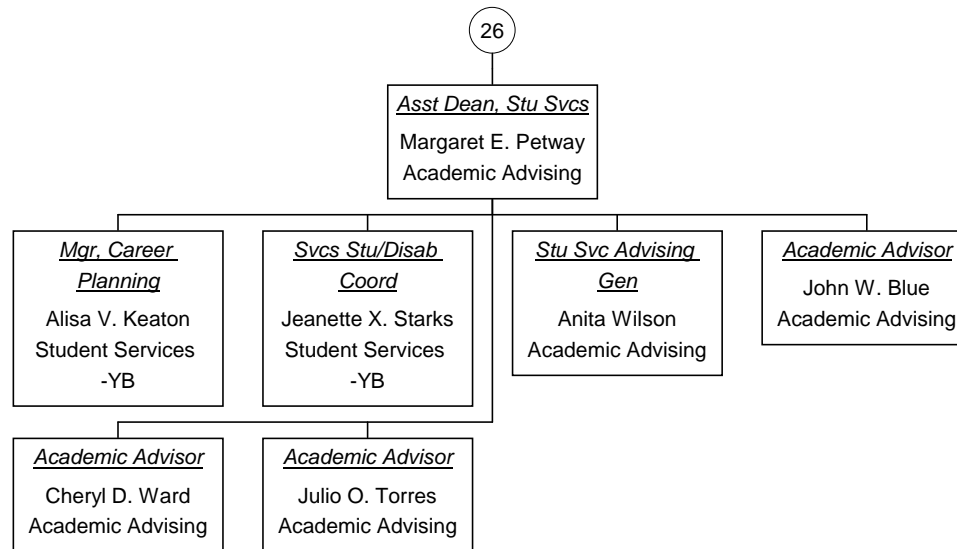 26
Asst Dean, Stu Svcs
Margaret E. Petway
Academic Advising
Mgr, Career
Planning
Alisa V. Keaton
Student Services
-YB
Svcs Stu/Disab
Coord
Jeanette X. Starks
Student Services
-YB
Stu Svc Advising
Gen
Anita Wilson
Academic Advising
Academic Advisor
John W. Blue
Academic Advising
Academic Advisor
Cheryl D. Ward
Academic Advising
Academic Advisor
Julio O. Torres
Academic Advising